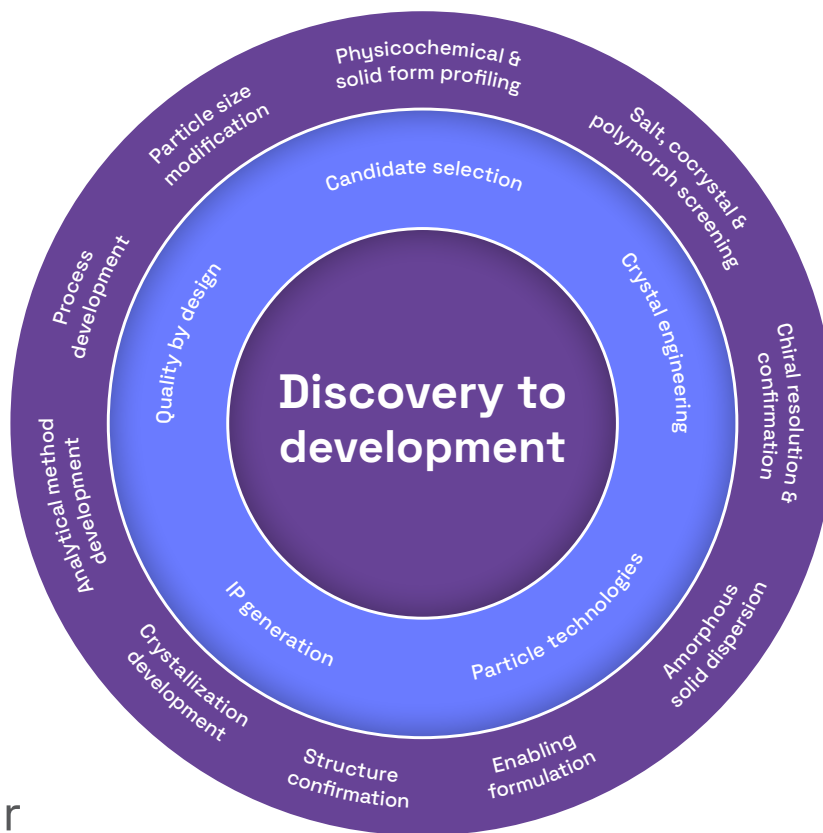 Physicochemical &
solid form profiling
Salt, cocrystal &
polymorph screening
Chiral resolution &
confirmation
Amorphous
solid dispersion
Enabling
formulation
Structure
confirmation
Crystallization
development
Analytical method
development
Process
development
Particle size
modification
Candidate selection
Crystal engineering
Particle technologies
IP generation
Quality by design
Discovery to
development
r